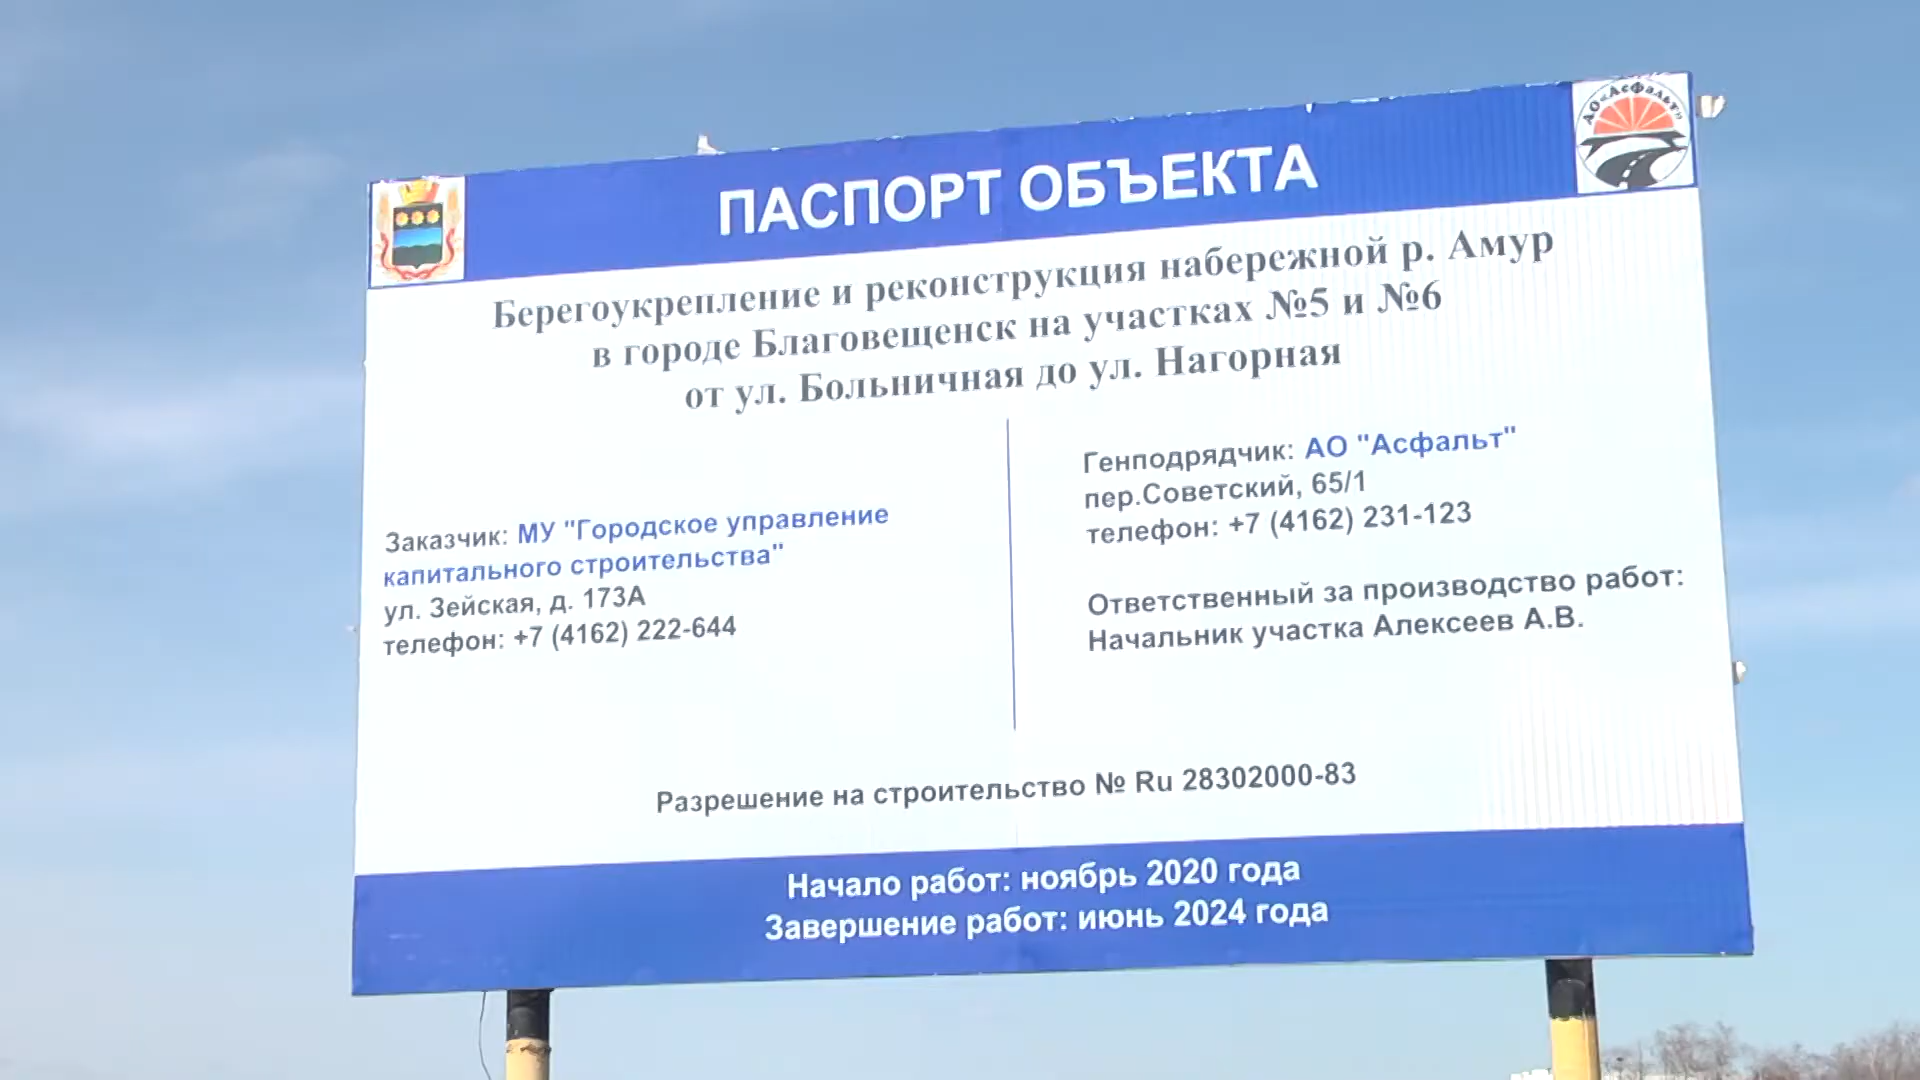 ПАСПОРТ ОБЪЕКТА
АО «Асфальт»
Берегоукрепление и реконструкция набережной р. Амур
в городе Благовещенск на участках №5 и №6
от ул. Больничная до ул. Нагорная
Заказчик: МУ "Городское управление
капитального строительства"
ул. Зейская, д. 173А
телефон: +7 (4162) 222-644
Генподрядчик: АО "Асфальт"
пер.Советский, 65/1
телефон: +7 (4162) 231-123
Ответственный за производство работ:
Начальник участка Алексеев А.В.
Разрешение на строительство № Ru 28302000-83
Начало работ: ноябрь 2020 года
Завершение работ: июнь 2024 года